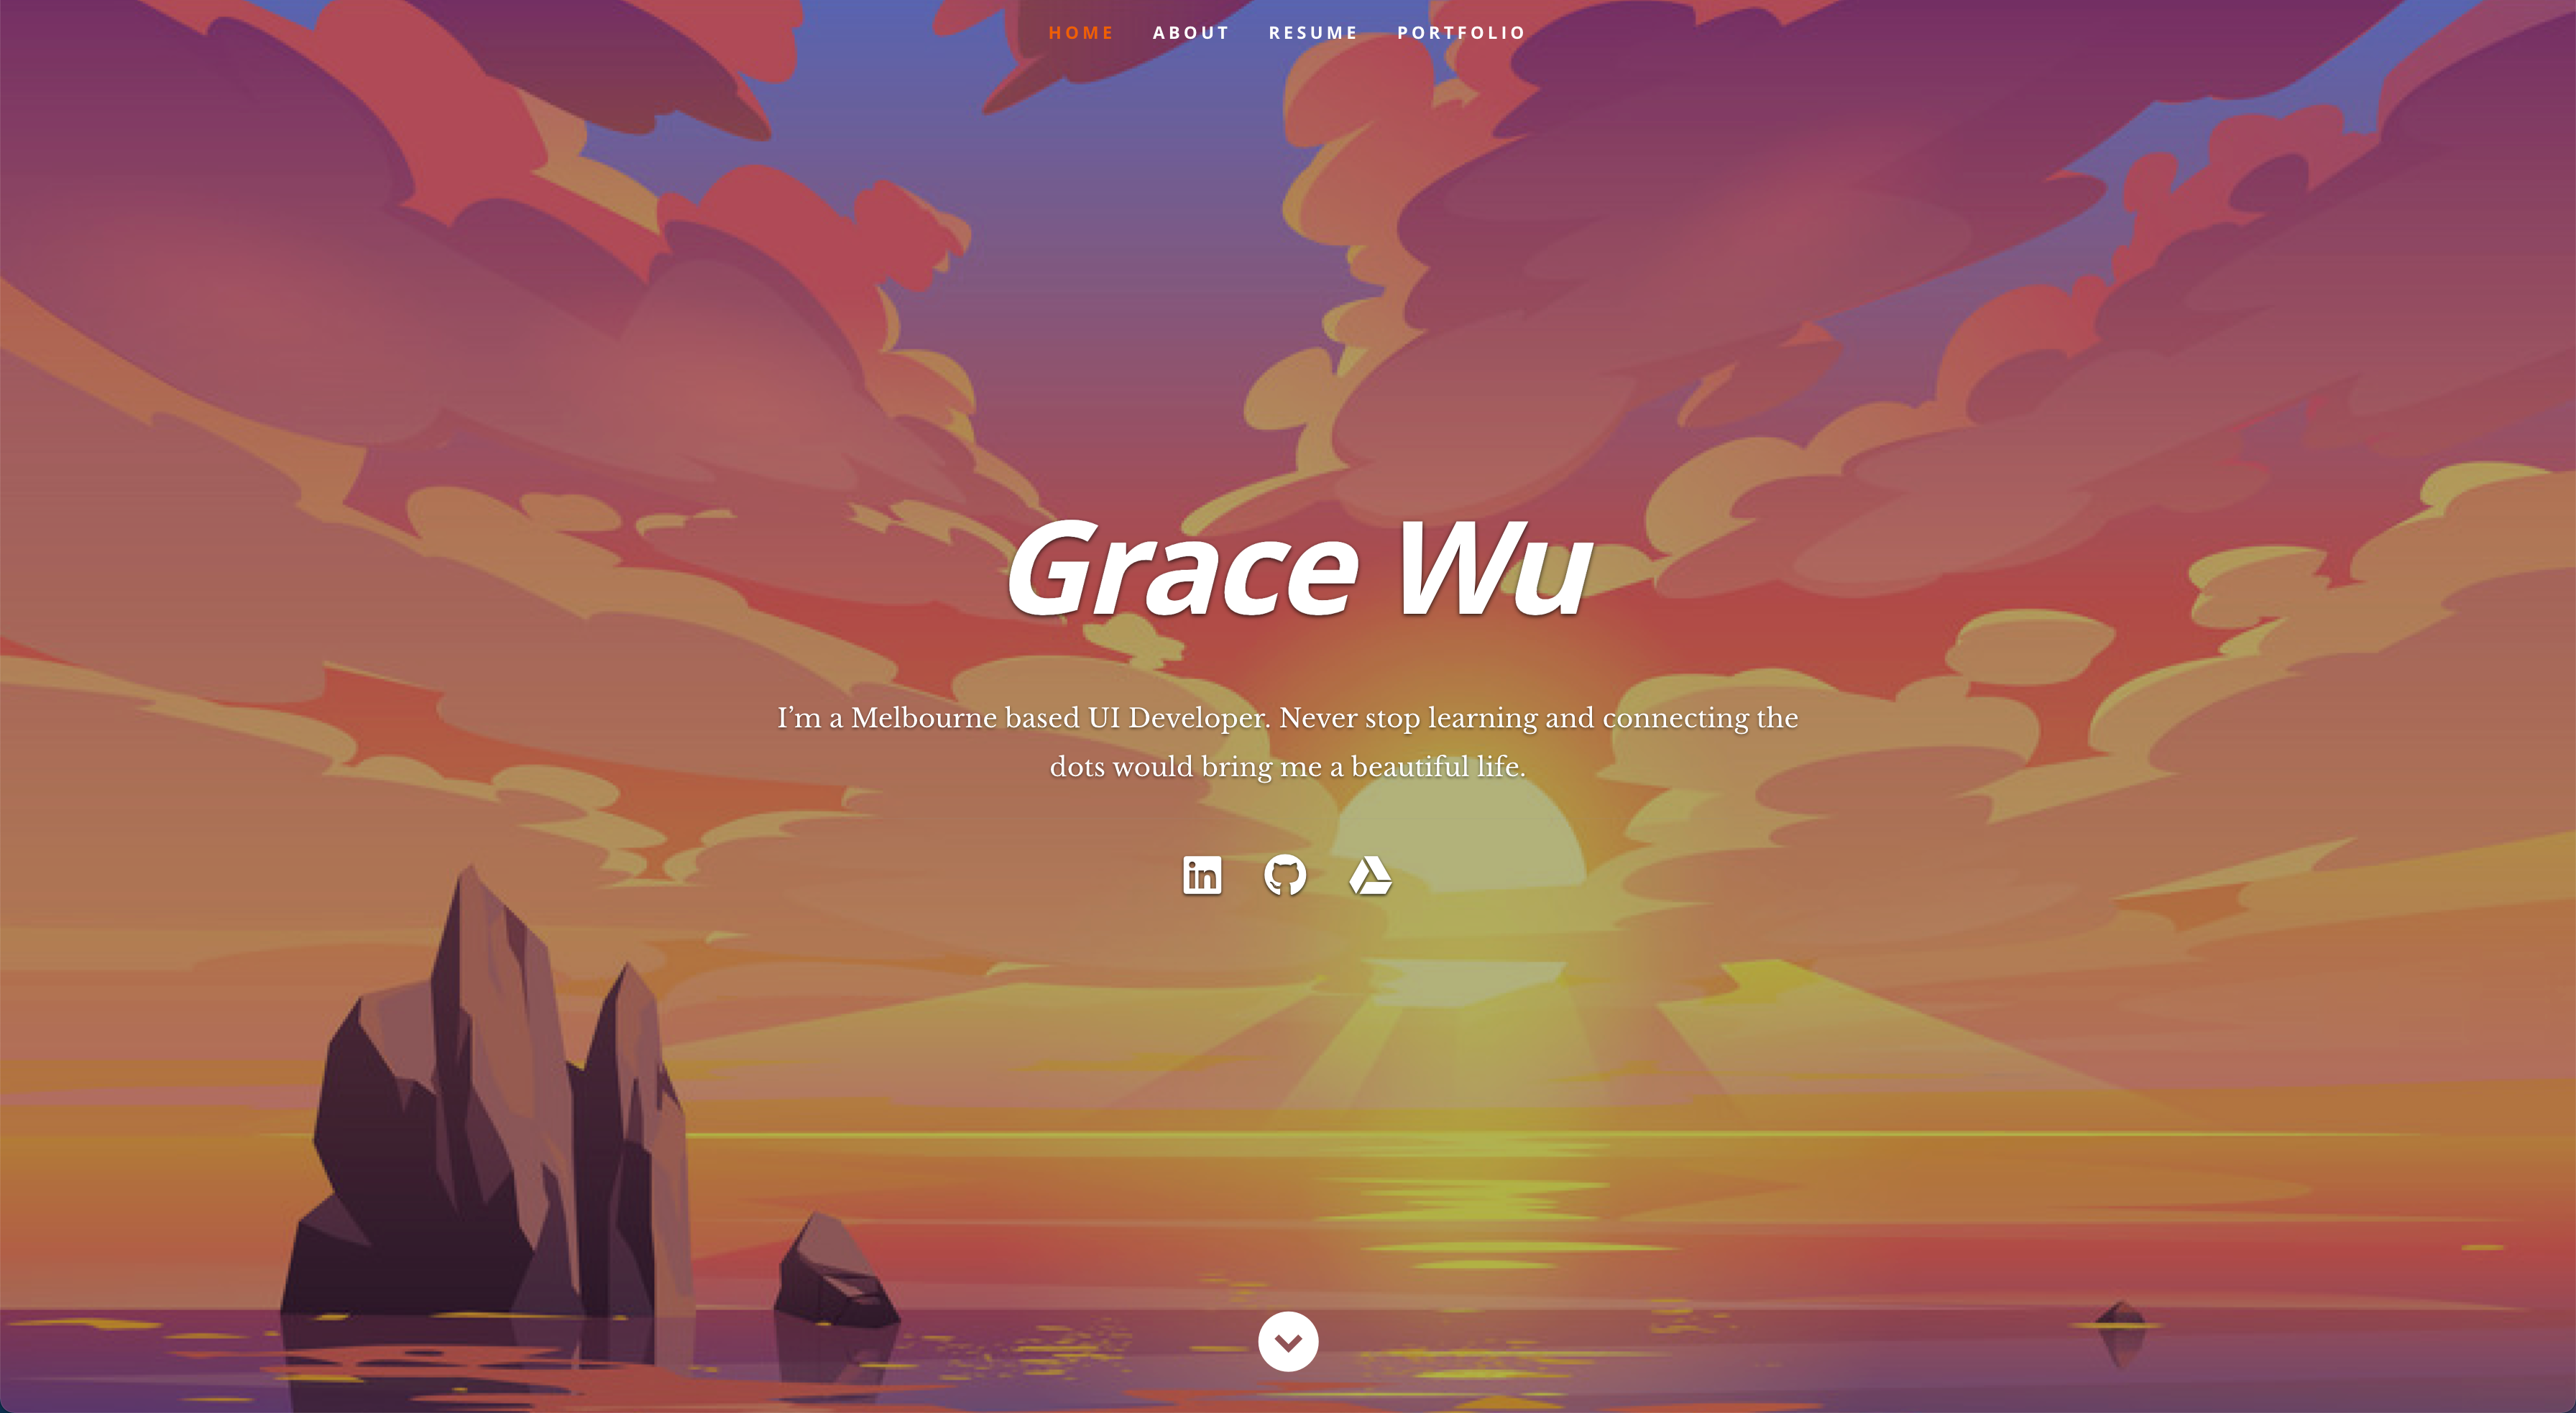 HOME ABOUT RESUME PORTFOLIO
Grace Wu
I’m a Melbourne based UI Developer. Never stop learning and connecting the
dots would bring me a beautiful life.
in